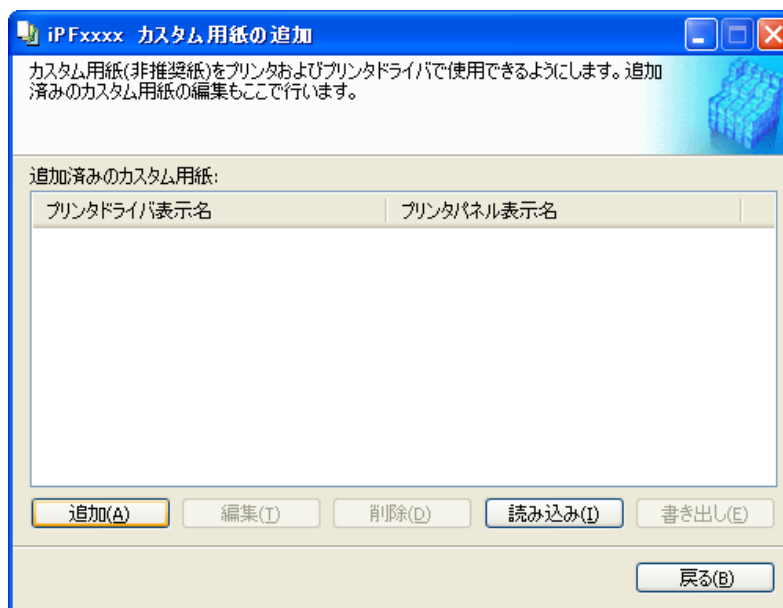 iPFxxxx カスタム用紙の追加
カスタム用紙(非推奨紙)をプリンタおよびプリンタドライバで使用できるようにします。追加
済みのカスタム用紙の編集もここで行います。
追加済みのカスタム用紙:
プリンタドライバ表示名 プリンタパネル表示名
追加(A) 編集(T) 削除(D) 読み込み(I) 書き出し(E)
戻る(B)